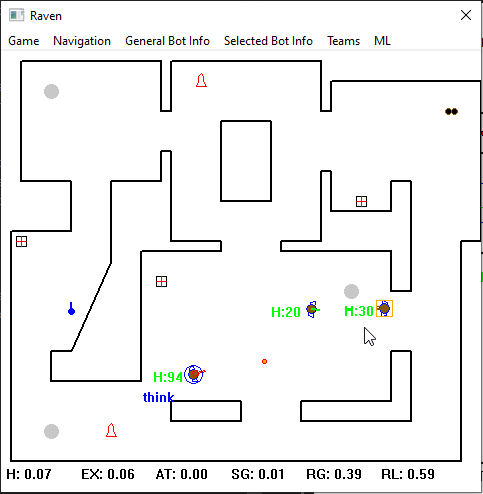 Raven
Game Navigation General Bot Info Selected Bot Info Teams ML
H:20 H:30
H:94
think
H: 0.07 EX: 0.06 AT: 0.00 SG: 0.01 RG: 0.39 RL: 0.59